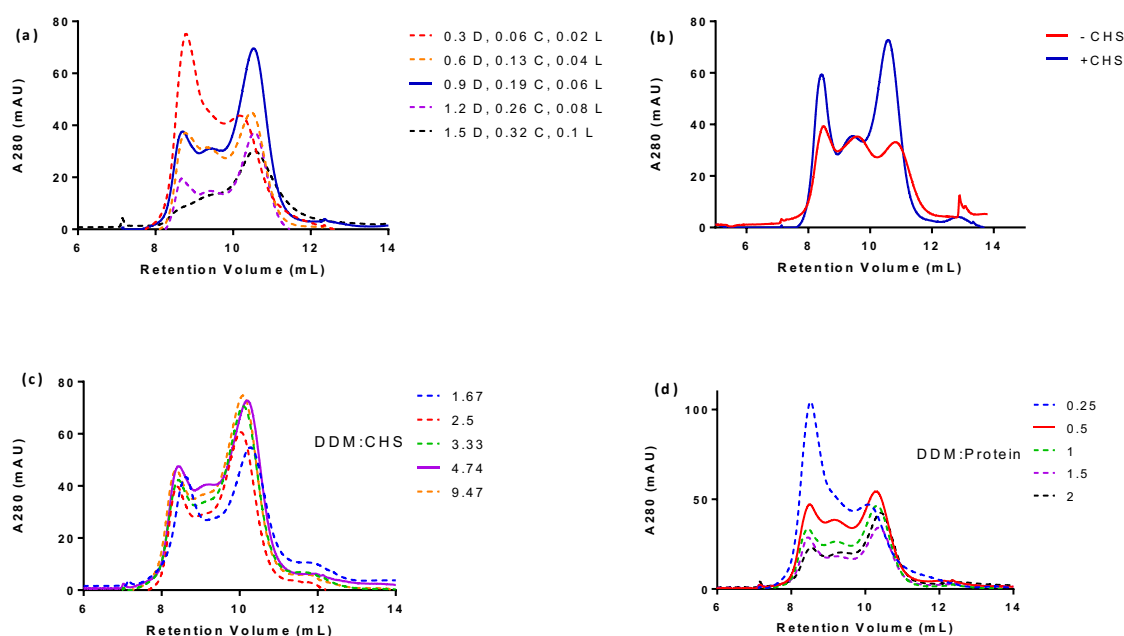 (a)
80
60
40
20
0
6
8
10
12
14
A280 (mAU)
Retention Volume (mL)
0.3 D, 0.06 C, 0.02 L
0.6 D, 0.13 C, 0.04 L
0.9 D, 0.19 C, 0.06 L
1.2 D, 0.26 C, 0.08 L
1.5 D, 0.32 C, 0.1 L
(b)
80
60
40
20
0
6
8
10
12
14
A280 (mAU)
Retention Volume (mL)
- CHS
+CHS
(c)
80
60
40
20
0
6
8
10
12
14
A280 (mAU)
Retention Volume (mL)
DDM:CHS
1.67
2.5
3.33
4.74
9.47
(d)
100
50
0
6
8
10
12
14
A280 (mAU)
Retention Volume (mL)
DDM:Protein
0.25
0.5
1
1.5
2